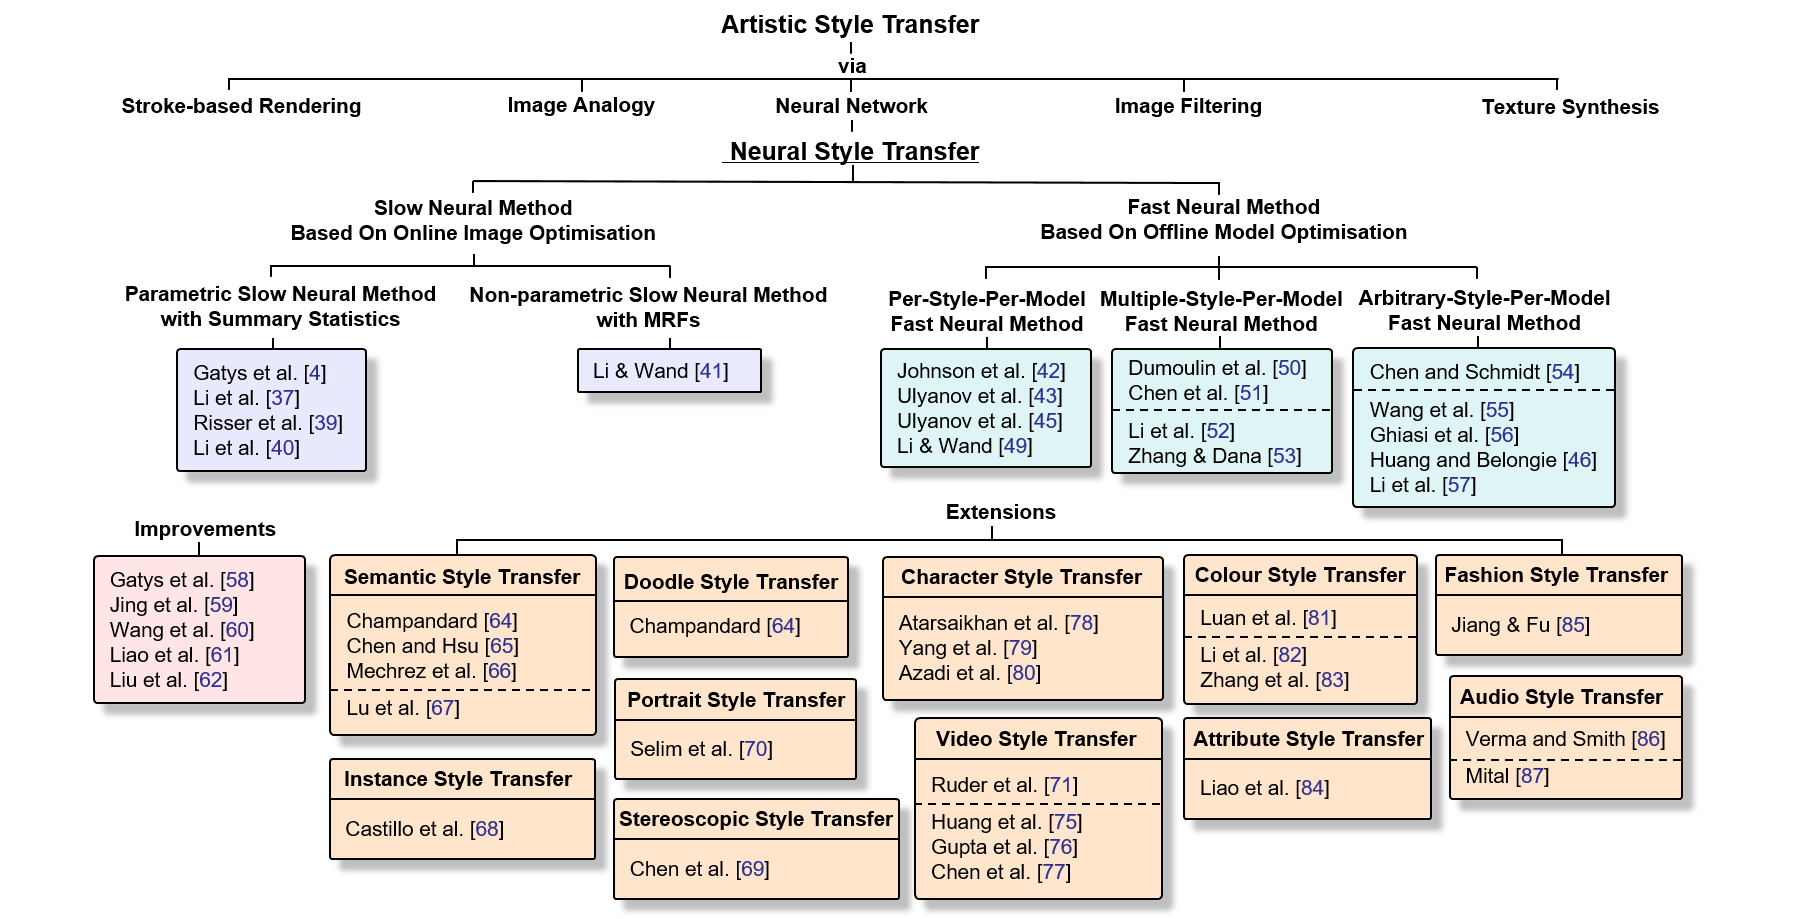 Artistic Style Transfer
via
Stroke-based Rendering
Image Analogy
Neural Network
Image Filtering
Texture Synthesis
Neural Style Transfer
Slow Neural Method
Based On Online Image Optimisation
Fast Neural Method
Based On Offline Model Optimisation
Parametric Slow Neural Method
with Summary Statistics
Non-parametric Slow Neural Method
with MRFs
Per-Style-Per-Model
Fast Neural Method
Multiple-Style-Per-Model
Fast Neural Method
Arbitrary-Style-Per-Model
Fast Neural Method
Gatys et al. [4]
Li et al. [37]
Risser et al. [39]
Li et al. [40]
Li & Wand [41]
Johnson et al. [42]
Ulyanov et al. [43]
Ulyanov et al. [45]
Li & Wand [49]
Dumoulin et al. [50]
Chen et al. [51]
Li et al. [52]
Zhang & Dana [53]
Chen and Schmidt [54]
Wang et al. [55]
Ghiasi et al. [56]
Huang and Belongie [46]
Li et al. [57]
Improvements
Gatys et al. [58]
Jing et al. [59]
Wang et al. [60]
Liao et al. [61]
Liu et al. [62]
Extensions
Semantic Style Transfer
Champandard [64]
Chen and Hsu [65]
Mechrez et al. [66]
Lu et al. [67]
Instance Style Transfer
Castillo et al. [68]
Doodle Style Transfer
Champandard [64]
Portrait Style Transfer
Selim et al. [70]
Stereoscopic Style Transfer
Chen et al. [69]
Character Style Transfer
Atarsaikhan et al. [78]
Yang et al. [79]
Azadi et al. [80]
Video Style Transfer
Ruder et al. [71]
Huang et al. [75]
Gupta et al. [76]
Chen et al. [77]
Colour Style Transfer
Luan et al. [81]
Li et al. [82]
Zhang et al. [83]
Attribute Style Transfer
Liao et al. [84]
Fashion Style Transfer
Jiang & Fu [85]
Audio Style Transfer
Verma and Smith [86]
Mital [87]